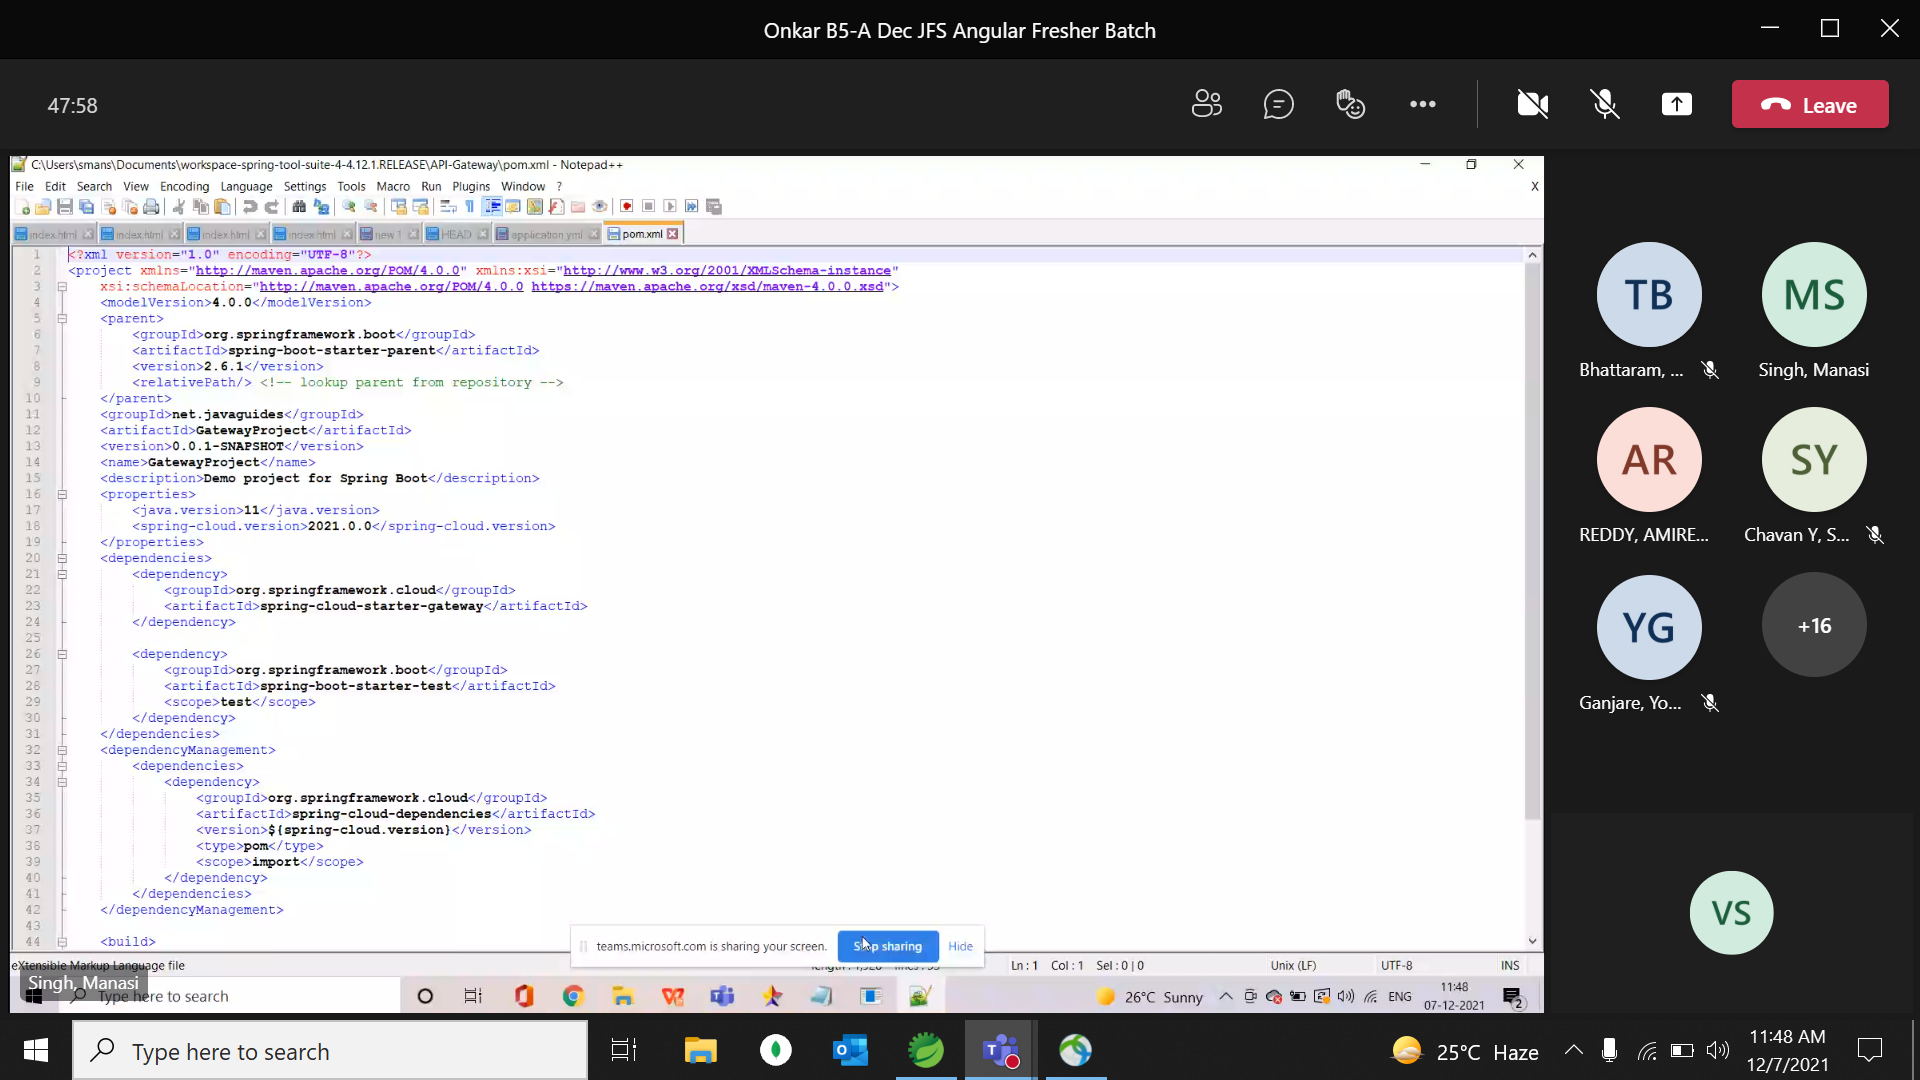 Onkar B5-A Dec JFS Angular Fresher Batch
47:58
Leave
C:\Users\smans\Documents\workspace-spring-tool-suite-4-4.12.1.RELEASE\API-Gateway\pom.xml - Notepad++
File Edit Search View Encoding Language Settings Tools Macro Run Plugins Window ? X
index.html index.html index.html index.html new 1 HEAD application.yml pom.xml
1 <?xml version="1.0" encoding="UTF-8"?>
2 <project xmlns="http://maven.apache.org/POM/4.0.0" xmlns:xsi="http://www.w3.org/2001/XMLSchema-instance"
3 xsi:schemaLocation="http://maven.apache.org/POM/4.0.0 https://maven.apache.org/xsd/maven-4.0.0.xsd">
4 <modelVersion>4.0.0</modelVersion>
5 <parent>
6 <groupId>org.springframework.boot</groupId>
7 <artifactId>spring-boot-starter-parent</artifactId>
8 <version>2.6.1</version>
9 <relativePath/> <!-- lookup parent from repository -->
10 </parent>
11 <groupId>net.javaguides</groupId>
12 <artifactId>GatewayProject</artifactId>
13 <version>0.0.1-SNAPSHOT</version>
14 <name>GatewayProject</name>
15 <description>Demo project for Spring Boot</description>
16 <properties>
17 <java.version>11</java.version>
18 <spring-cloud.version>2021.0.0</spring-cloud.version>
19 </properties>
20 <dependencies>
21 <dependency>
22 <groupId>org.springframework.cloud</groupId>
23 <artifactId>spring-cloud-starter-gateway</artifactId>
24 </dependency>
25
26 <dependency>
27 <groupId>org.springframework.boot</groupId>
28 <artifactId>spring-boot-starter-test</artifactId>
29 <scope>test</scope>
30 </dependency>
31 </dependencies>
32 <dependencyManagement>
33 <dependencies>
34 <dependency>
35 <groupId>org.springframework.cloud</groupId>
36 <artifactId>spring-cloud-dependencies</artifactId>
37 <version>${spring-cloud.version}</version>
38 <type>pom</type>
39 <scope>import</scope>
40 </dependency>
41 </dependencies>
42 </dependencyManagement>
43
44 <build>
teams.microsoft.com is sharing your screen. Stop sharing Hide
eXtensible Markup Language file Ln : 1 Col : 1 Sel : 0 | 0 Unix (LF) UTF-8 INS
Singh, Manasi
Type here to search
26°C Sunny ENG 11:48
07-12-2021 2
TB MS
Bhattaram, ... Singh, Manasi
AR SY
REDDY, AMIRE... Chavan Y, S...
YG +16
Ganjare, Yo...
VS
Type here to search
25°C Haze 11:48 AM
12/7/2021